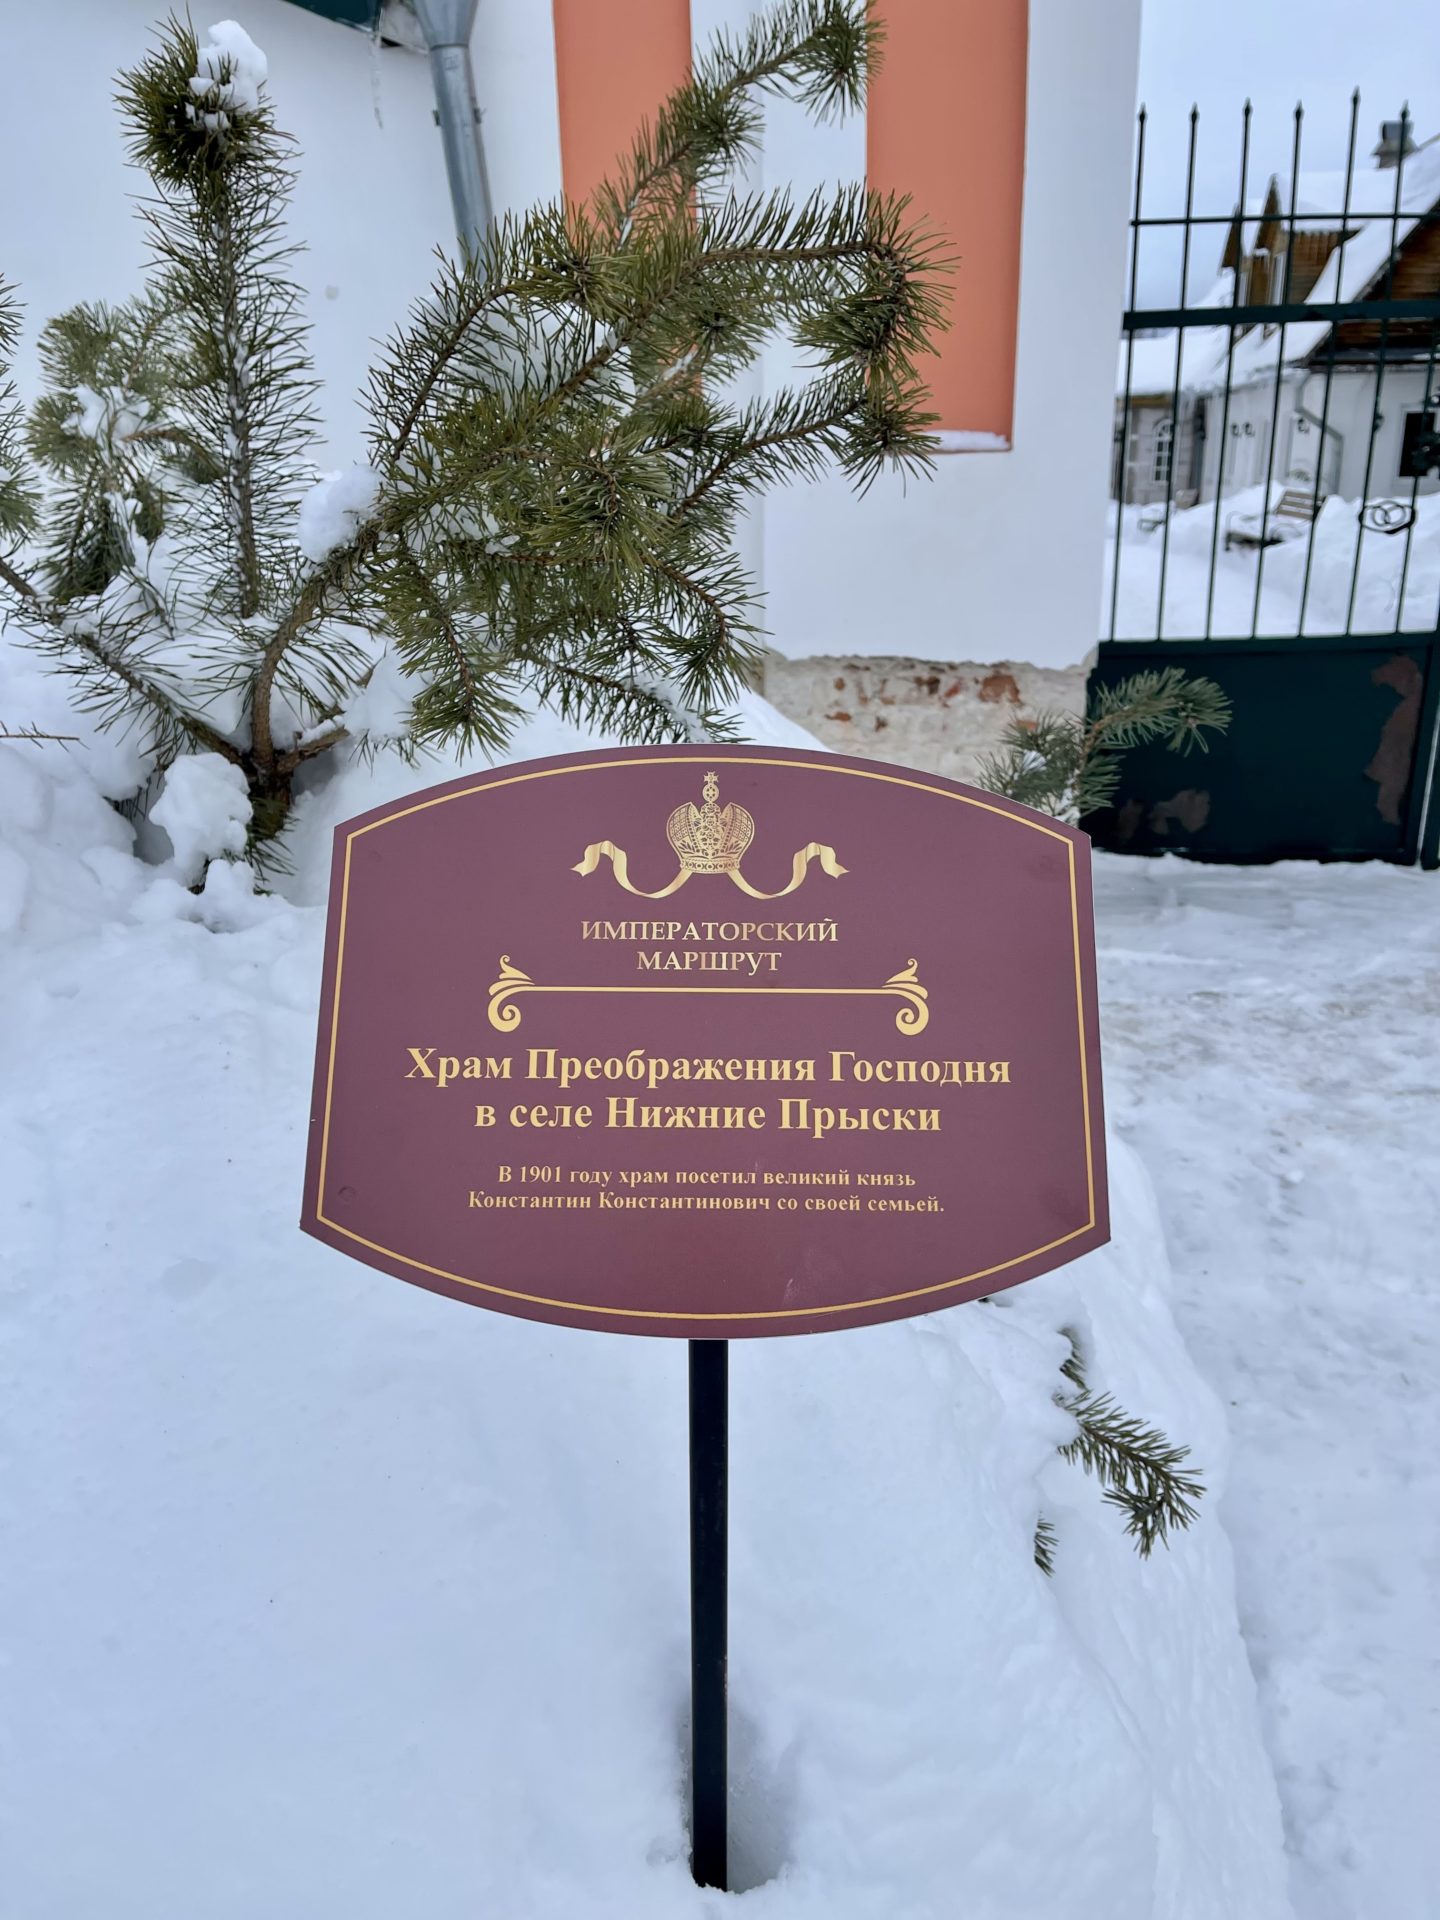 ИМПЕРАТОРСКИЙ
МАРШРУТ
Храм Преображения Господня
в селе Нижние Прыски
В 1901 году храм посетил великий князь
Константин Константинович со своей семьей.